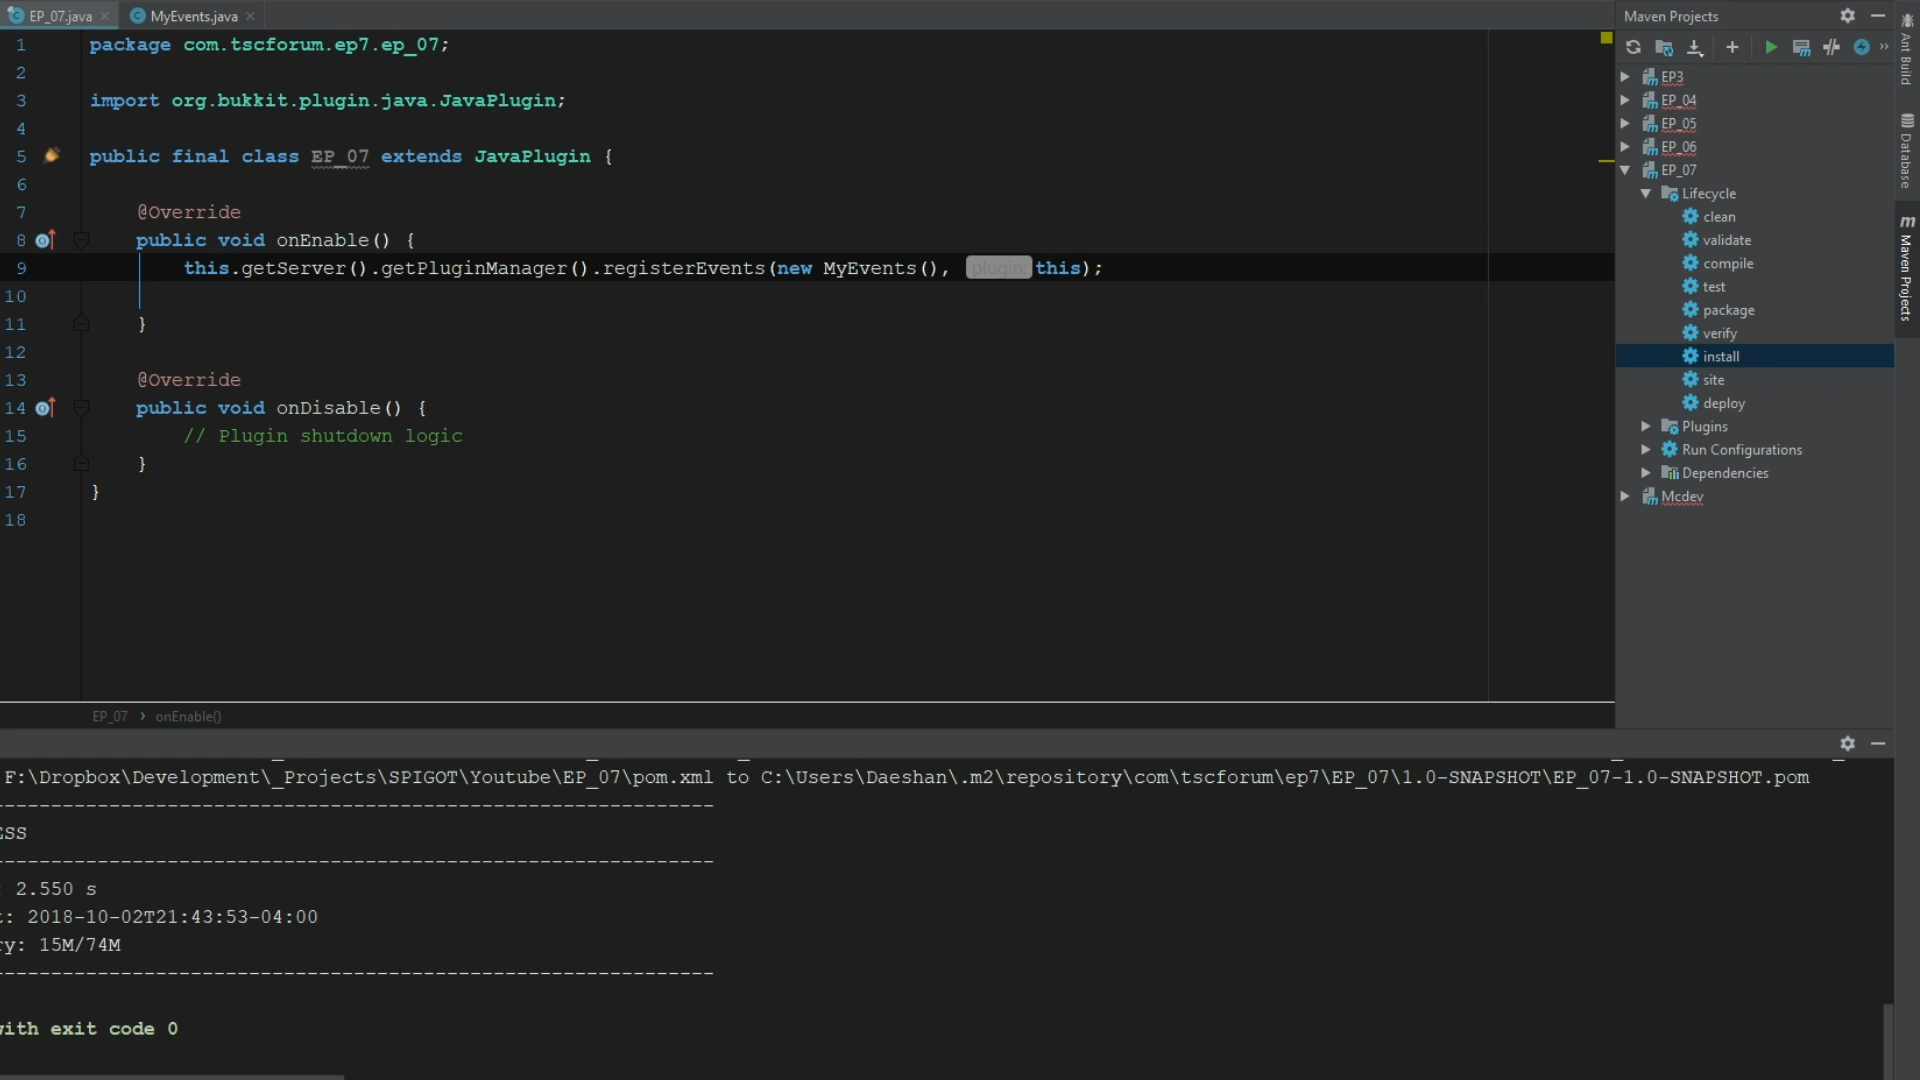 EP_07.java
MyEvents.java
1 package com.tscforum.ep7.ep_07;
2
3 import org.bukkit.plugin.java.JavaPlugin;
4
5 public final class EP_07 extends JavaPlugin {
6
7 @Override
8 public void onEnable() {
9 this.getServer().getPluginManager().registerEvents(new MyEvents(), plugin: this);
10
11 }
12
13 @Override
14 public void onDisable() {
15 // Plugin shutdown logic
16 }
17 }
18
EP_07 › onEnable()
Maven Projects
EP3
EP_04
EP_05
EP_06
EP_07
Lifecycle
clean
validate
compile
test
package
verify
install
site
deploy
Plugins
Run Configurations
Dependencies
Mcdev
Ant Build
Database
Maven Projects
F:\Dropbox\Development\_Projects\SPIGOT\Youtube\EP_07\pom.xml to C:\Users\Daeshan\.m2\repository\com\tscforum\ep7\EP_07\1.0-SNAPSHOT\EP_07-1.0-SNAPSHOT.pom
------------------------------------------------------------------------
ESS
------------------------------------------------------------------------
: 2.550 s
t: 2018-10-02T21:43:53-04:00
ry: 15M/74M
------------------------------------------------------------------------
with exit code 0